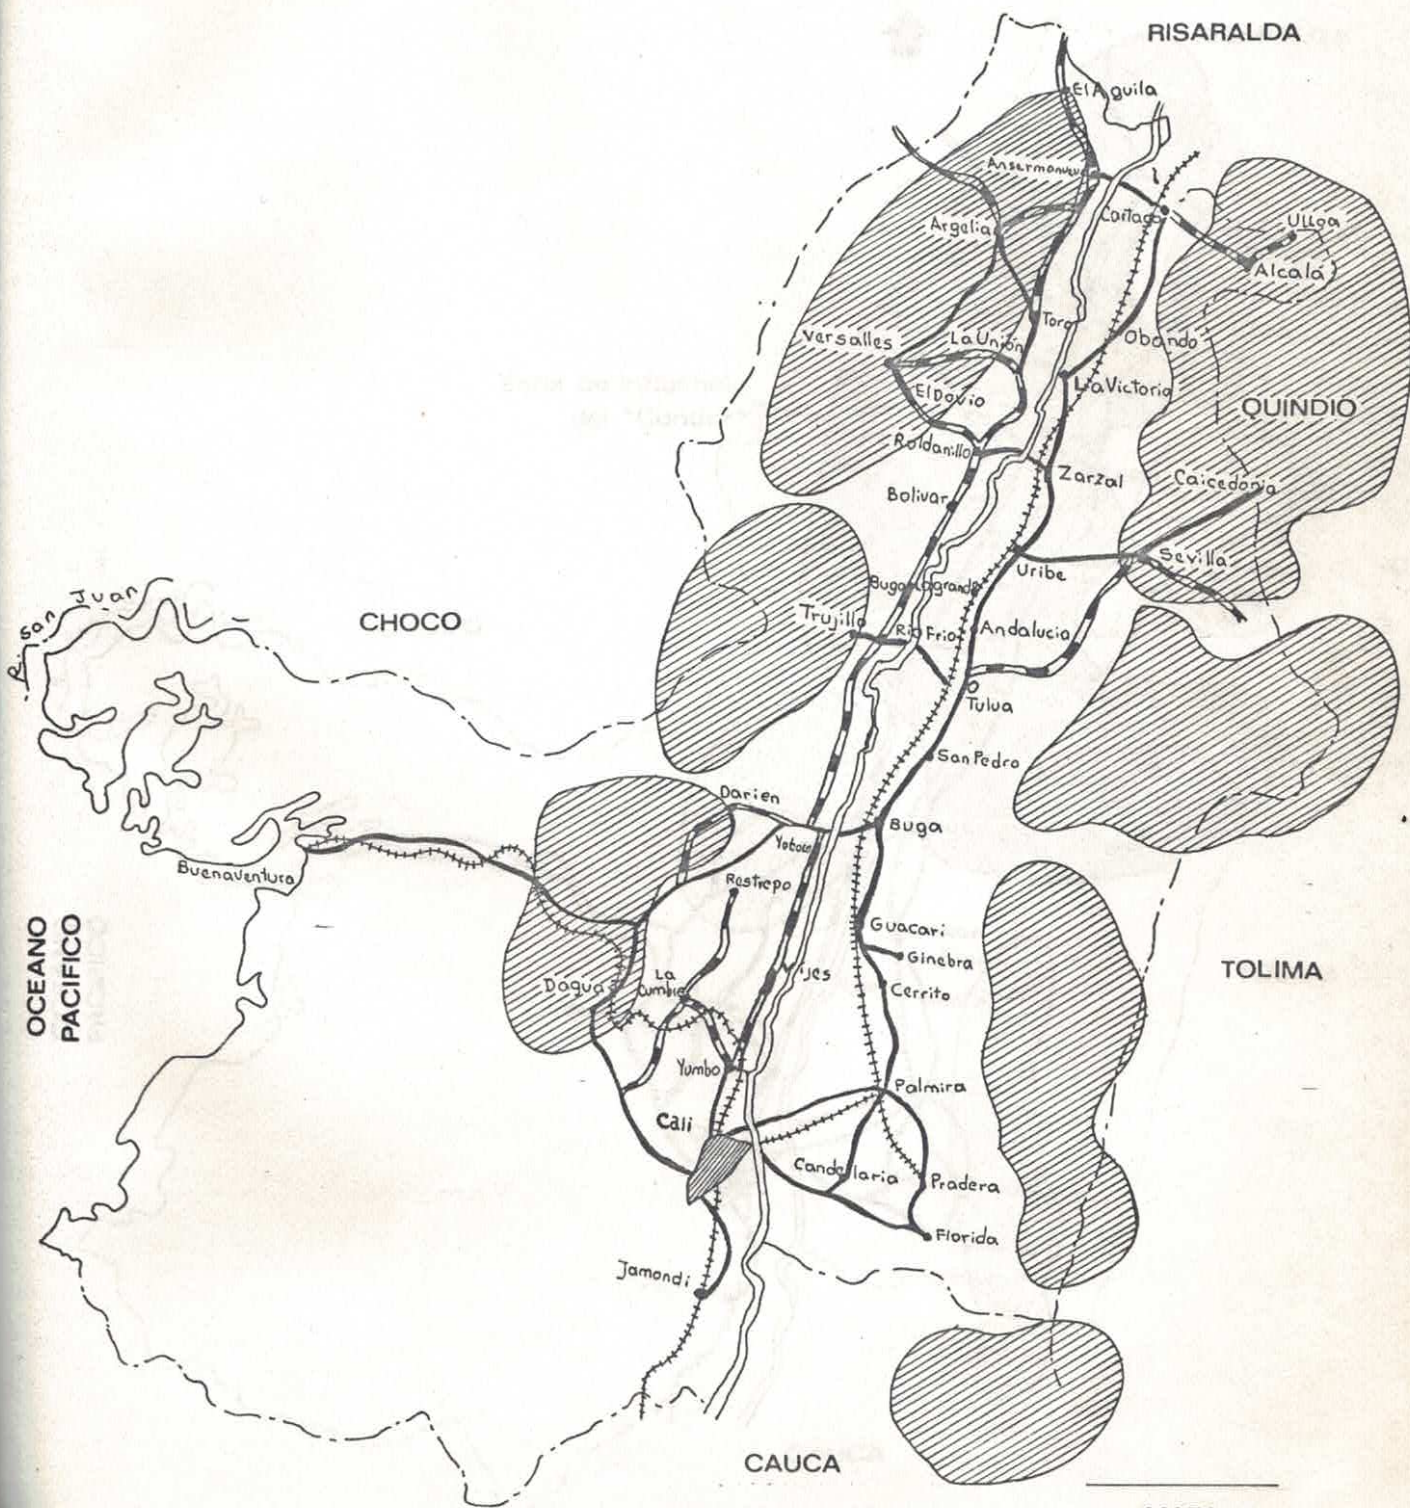 RISARALDA
El Aguila
Ansermanuevo
Argelia
Cartago
Ulloa
Alcalá
Toro
Obando
Versalles
La Unión
La Victoria
El Dovio
QUINDIO
Roldanillo
Zarzal
Caicedonia
Bolivar
Sevilla
Uribe
Bugalagrande
R. San Juan
CHOCO
Trujillo
Rio Frio
Andalucia
Tulua
San Pedro
Darien
Buga
Yotoco
Buenaventura
Restrepo
OCEANO
PACIFICO
Guacari
Ginebra
TOLIMA
Dagua
La
Cumbre
Cerrito
Yumbo
Palmira
Cali
Candelaria
Pradera
Florida
Jamondi
CAUCA